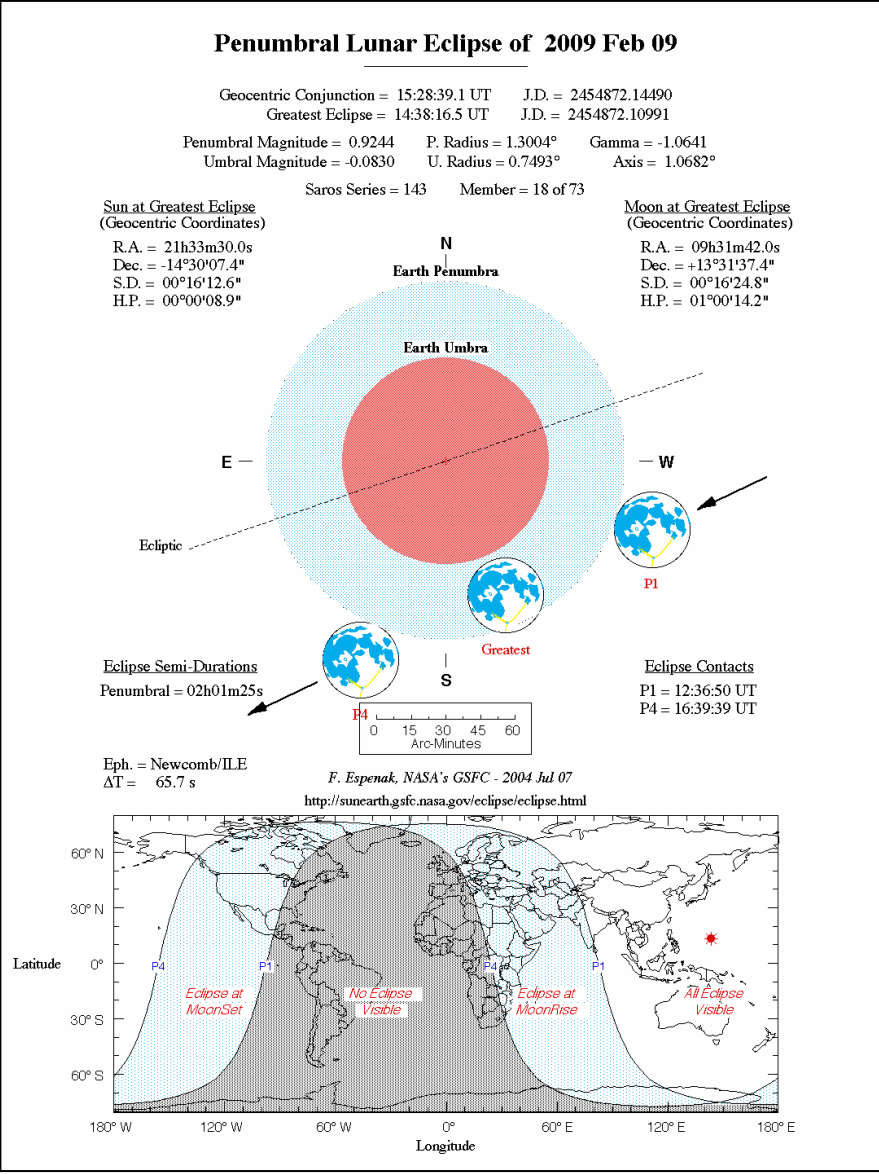 Penumbral Lunar Eclipse of 2009 Feb 09
Geocentric Conjunction = 15:28:39.1 UT J.D. = 2454872.14490
Greatest Eclipse = 14:38:16.5 UT J.D. = 2454872.10991
Penumbral Magnitude = 0.9244 P. Radius = 1.3004° Gamma = -1.0641
Umbral Magnitude = -0.0830 U. Radius = 0.7493° Axis = 1.0682°
Saros Series = 143 Member = 18 of 73
Sun at Greatest Eclipse
(Geocentric Coordinates)
R.A. = 21h33m30.0s
Dec. = -14°30'07.4"
S.D. = 00°16'12.6"
H.P. = 00°00'08.9"
Moon at Greatest Eclipse
(Geocentric Coordinates)
R.A. = 09h31m42.0s
Dec. = +13°31'37.4"
S.D. = 00°16'24.8"
H.P. = 01°00'14.2"
N
Earth Penumbra
Earth Umbra
E
W
Ecliptic
P1
Greatest
S
P4
Eclipse Semi-Durations
Penumbral = 02h01m25s
Eclipse Contacts
P1 = 12:36:50 UT
P4 = 16:39:39 UT
0 15 30 45 60
Arc-Minutes
Eph. = Newcomb/ILE
ΔT = 65.7 s
F. Espenak, NASA's GSFC - 2004 Jul 07
http://sunearth.gsfc.nasa.gov/eclipse/eclipse.html
60° N
30° N
Latitude
0°
30° S
60° S
P4
P1
P4
P1
Eclipse at
MoonSet
No Eclipse
Visible
Eclipse at
MoonRise
All Eclipse
Visible
180° W 120° W 60° W 0° 60° E 120° E 180° E
Longitude